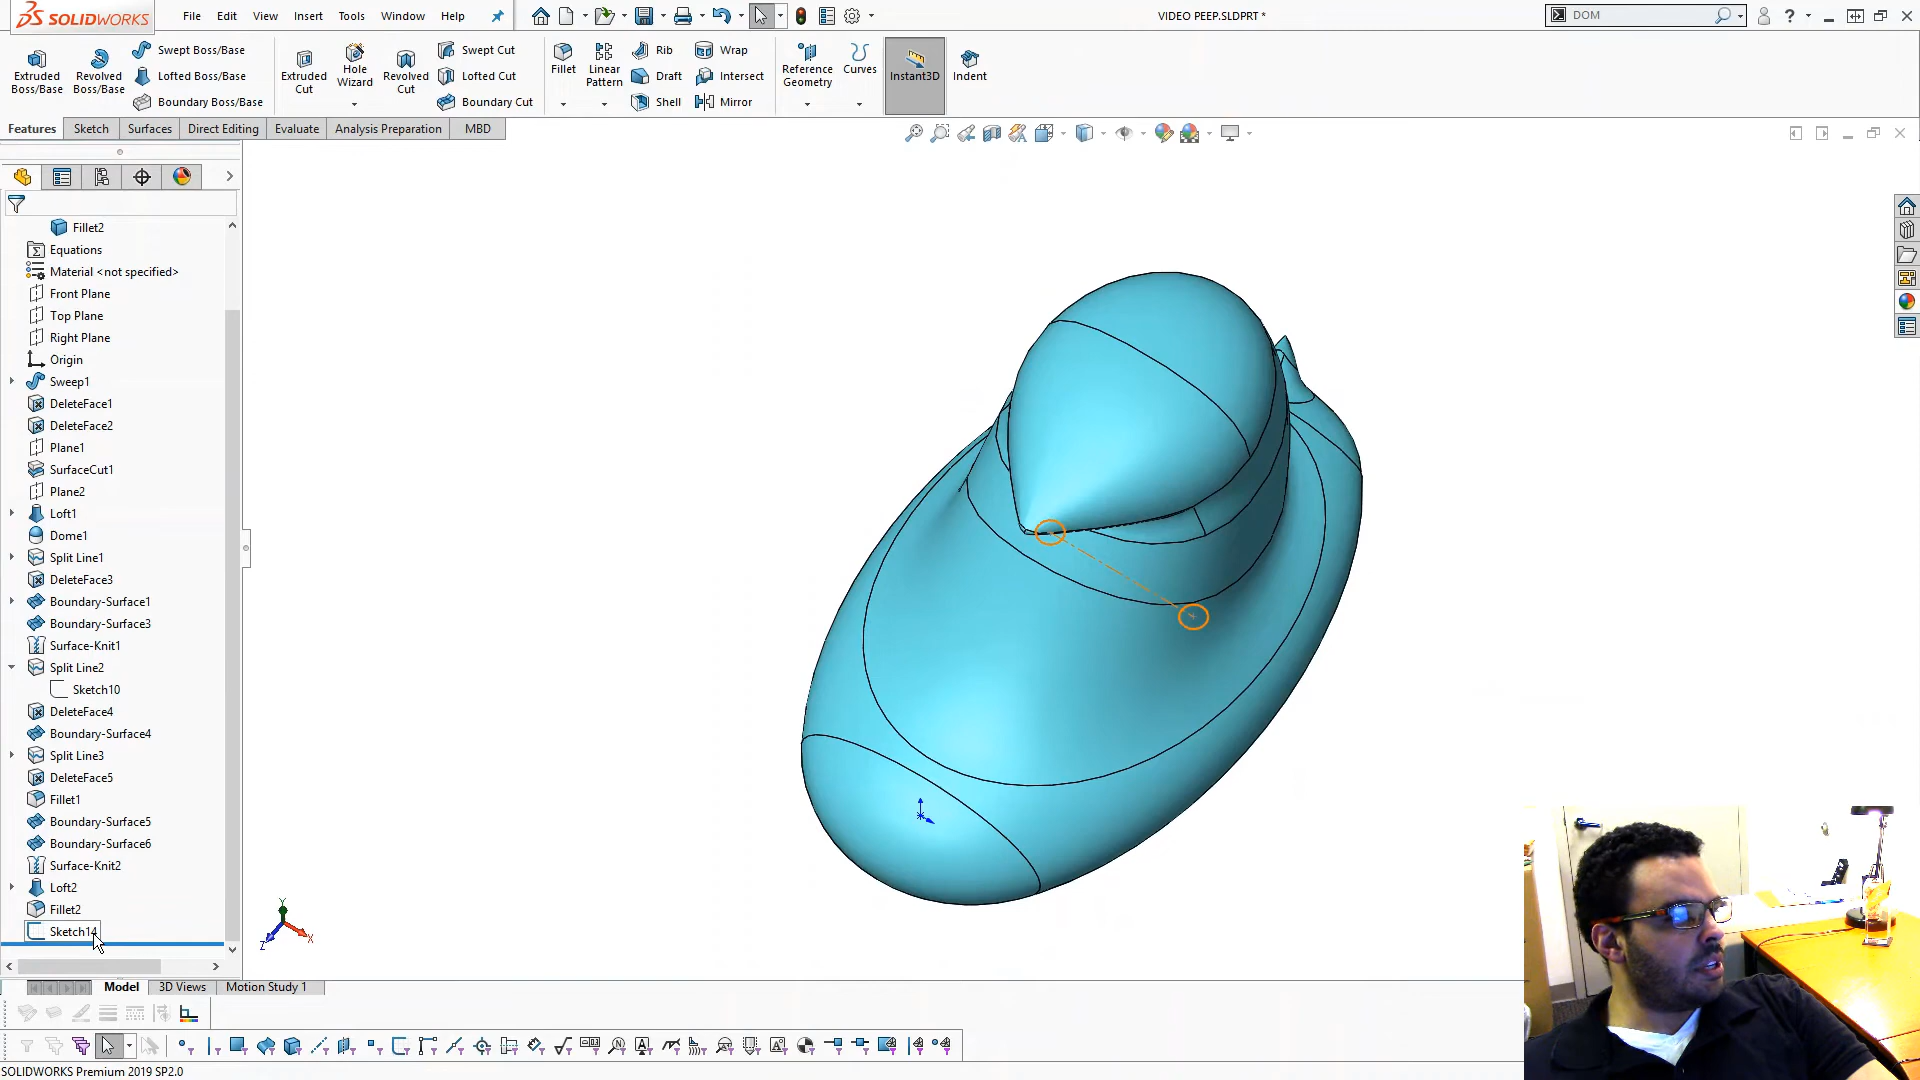 SOLIDWORKS File Edit View Insert Tools Window Help VIDEO PEEP.SLDPRT * DOM ?
Extruded Boss/Base
Revolved Boss/Base
Swept Boss/Base
Lofted Boss/Base
Boundary Boss/Base
Extruded Cut
Hole Wizard
Revolved Cut
Swept Cut
Lofted Cut
Boundary Cut
Fillet
Linear Pattern
Rib
Draft
Shell
Wrap
Intersect
Mirror
Reference Geometry
Curves
Instant3D
Indent
Features Sketch Surfaces Direct Editing Evaluate Analysis Preparation MBD
Fillet2
Equations
Material <not specified>
Front Plane
Top Plane
Right Plane
Origin
Sweep1
DeleteFace1
DeleteFace2
Plane1
SurfaceCut1
Plane2
Loft1
Dome1
Split Line1
DeleteFace3
Boundary-Surface1
Boundary-Surface3
Surface-Knit1
Split Line2
Sketch10
DeleteFace4
Boundary-Surface4
Split Line3
DeleteFace5
Fillet1
Boundary-Surface5
Boundary-Surface6
Surface-Knit2
Loft2
Fillet2
Sketch14
Y
Z X
Model 3D Views Motion Study 1
SOLIDWORKS Premium 2019 SP2.0